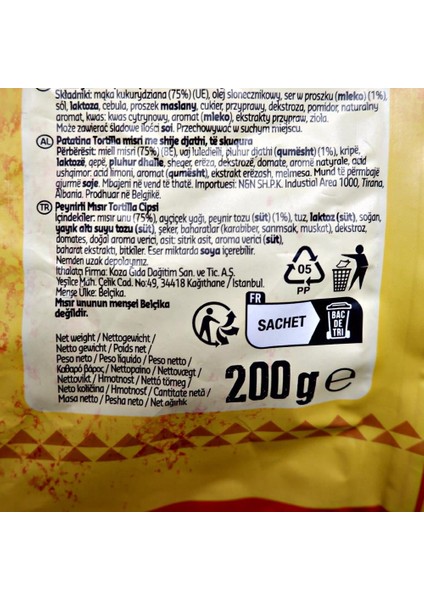 Składniki: mąka kukurydziana (75%) (UE), olej słonecznikowy, ser w proszku (mleko) (1%),
sól, laktoza, cebula, proszek maślany, cukier, przyprawy, dekstroza, pomidor, naturalny
aromat, kwas: kwas cytrynowy, aromat (mleko), ekstrakty przypraw, zioła.
Może zawierać śladowe ilości soi. Przechowywać w suchym miejscu.
AL Patatina Tortilla misri me shije djathi, të skuqura
Përbërësit: miell misri (75%) (BE), vaj luledielli, pluhur djathi (qumësht) (1%), kripë,
laktozë, qepë, pluhur dhalle, sheqer, erëza, dekstrozë, domate, aromë natyrale, acid
ushqimor: acid limoni, aromat (qumësht), ekstrakt erëzash, melmesa. Mund të përmbajë
gjurmë soje. Mbajeni në vend të thatë. Importuesi: N&N SH.P.K. Industial Area 1000, Tirana,
Albania. Prodhuar në Belgjikë.
TR Peynirli Mısır Tortilla Cipsi
İçindekiler: mısır unu (75%), ayçiçek yağı, peynir tozu (süt) (1%), tuz, laktoz (süt), soğan,
yayık altı suyu tozu (süt), şeker, baharatlar (karabiber, sarımsak, muskat), dekstroz,
domates, doğal aroma verici, asit: sitrik asit, aroma verici (süt),
baharat ekstraktı, bitkiler. Eser miktarda soya içerebilir.
Nemden uzak depolayınız.
İthalatçı Firma: Koza Gıda Dağıtım San. ve Tic. A.Ş.
Yeşilce Mah. Çelik Cad. No:49, 34418 Kağıthane / İstanbul.
Menşe Ülke: Belçika.
Mısır ununun menşei Belçika
değildir.
05
PP
FR
SACHET
BAC
DE
TRI
Net weight / Nettogewicht /
Netto gewicht / Poids net /
Peso neto / Peso líquido / Peso netto /
Καθαρό βάρος / Nettopaino / Nettovægt /
Nettovikt / Hmotnost / Nettó tömeg /
Neto količina / Hmotnosť / Cantitate netă /
Masa netto / Pesha neto / Net ağırlık
200 g e